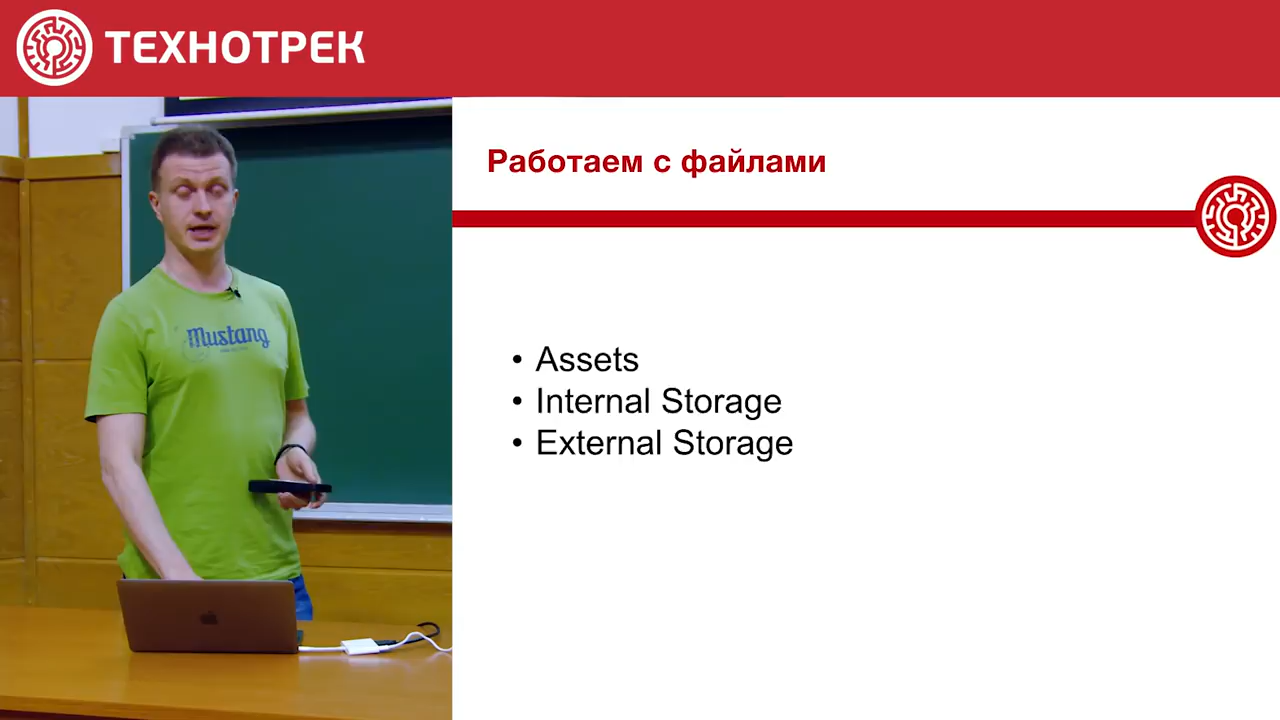 ТЕХНОТРЕК
Работаем с файлами
Mustang
• Assets
• Internal Storage
• External Storage